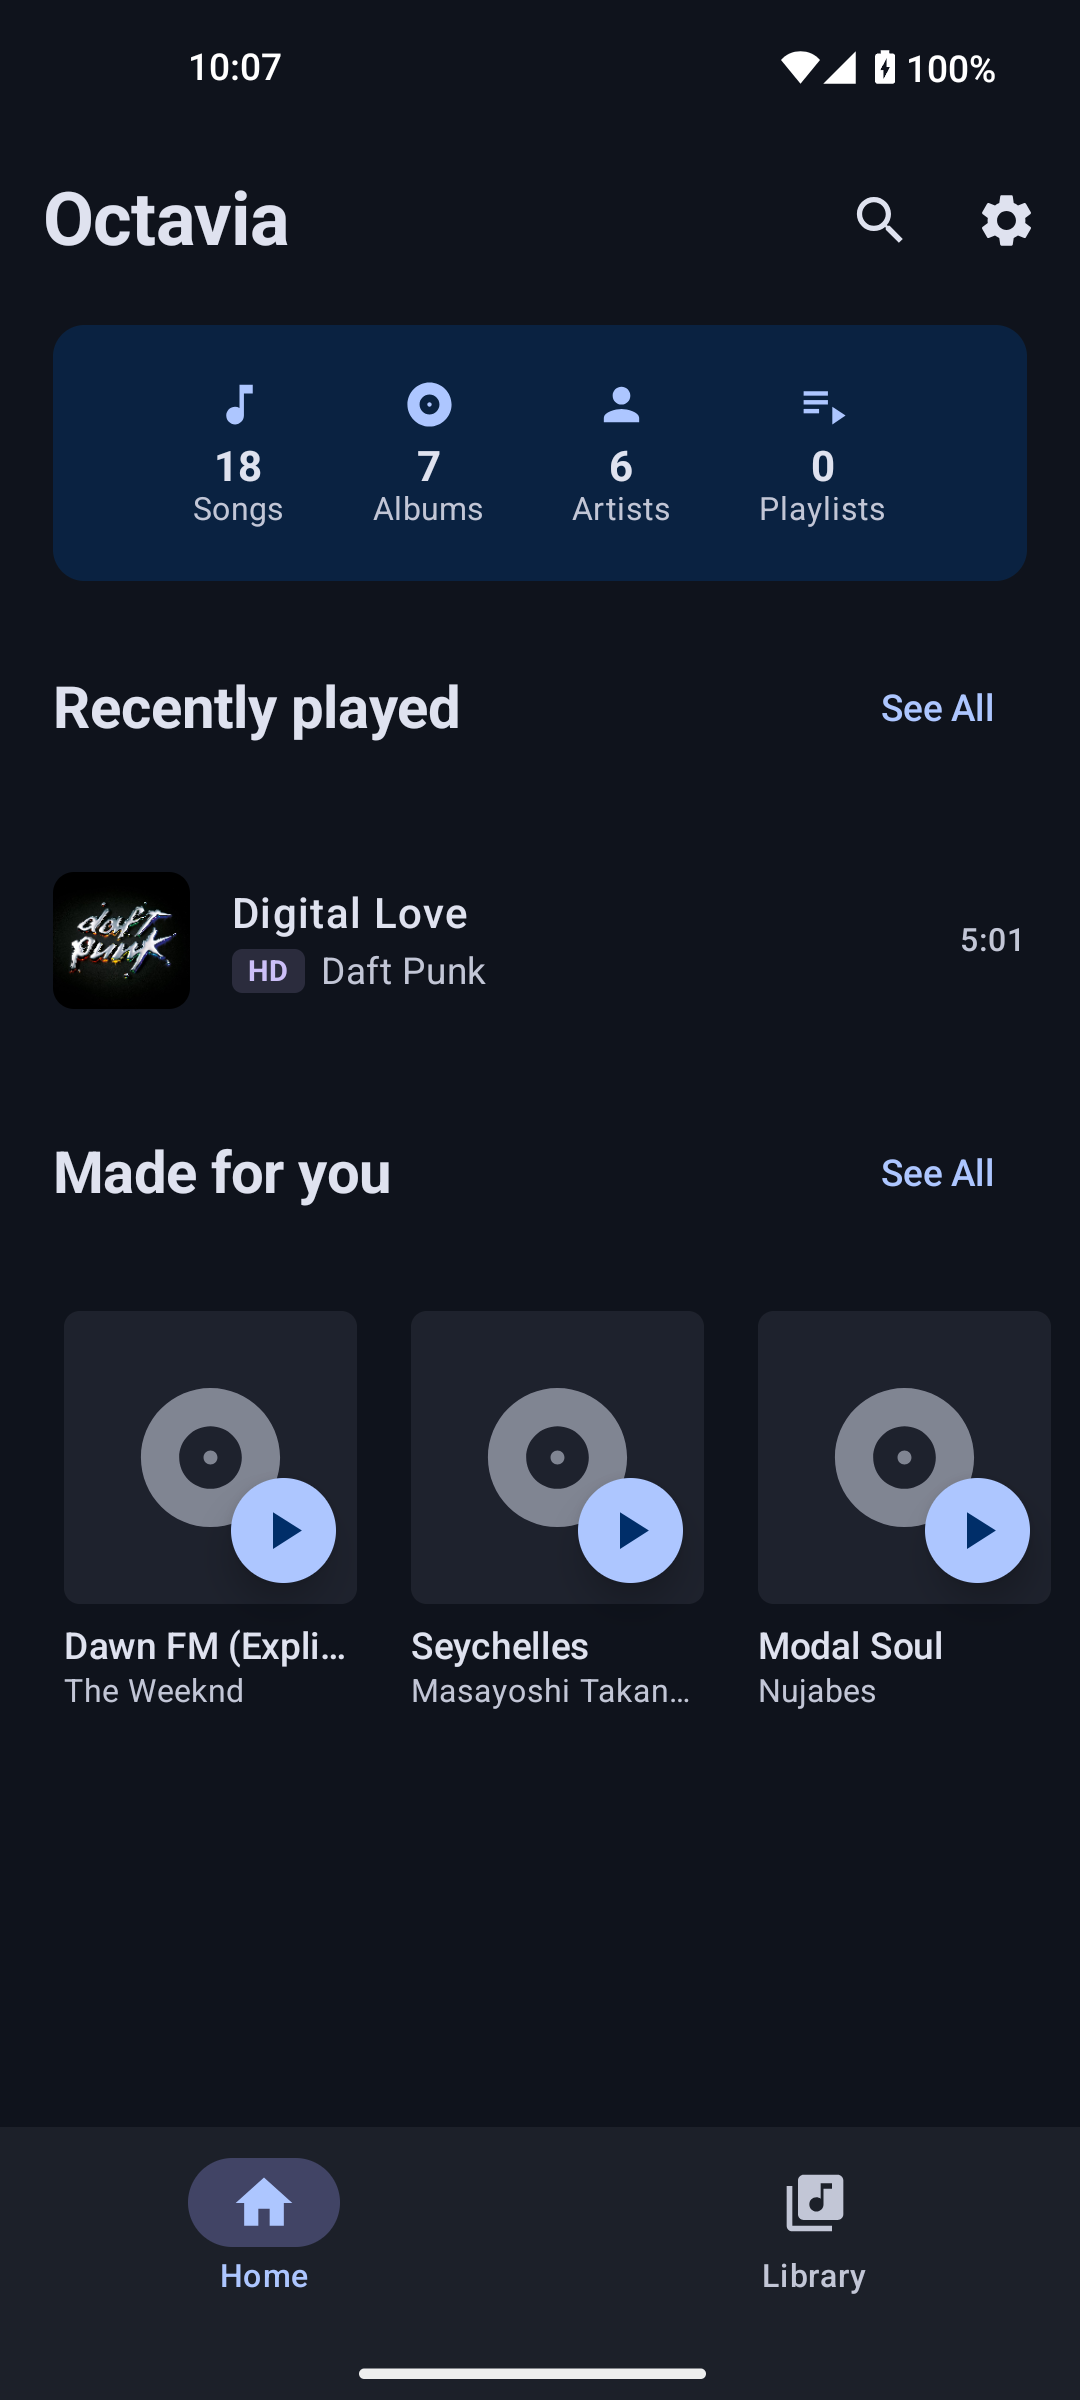 10:07
100%
Octavia
18
Songs
7
Albums
6
Artists
0
Playlists
Recently played
See All
daft
punk
Digital Love
HD
Daft Punk
5:01
Made for you
See All
Dawn FM (Expli...
The Weeknd
Seychelles
Masayoshi Takan...
Modal Soul
Nujabes
Home
Library